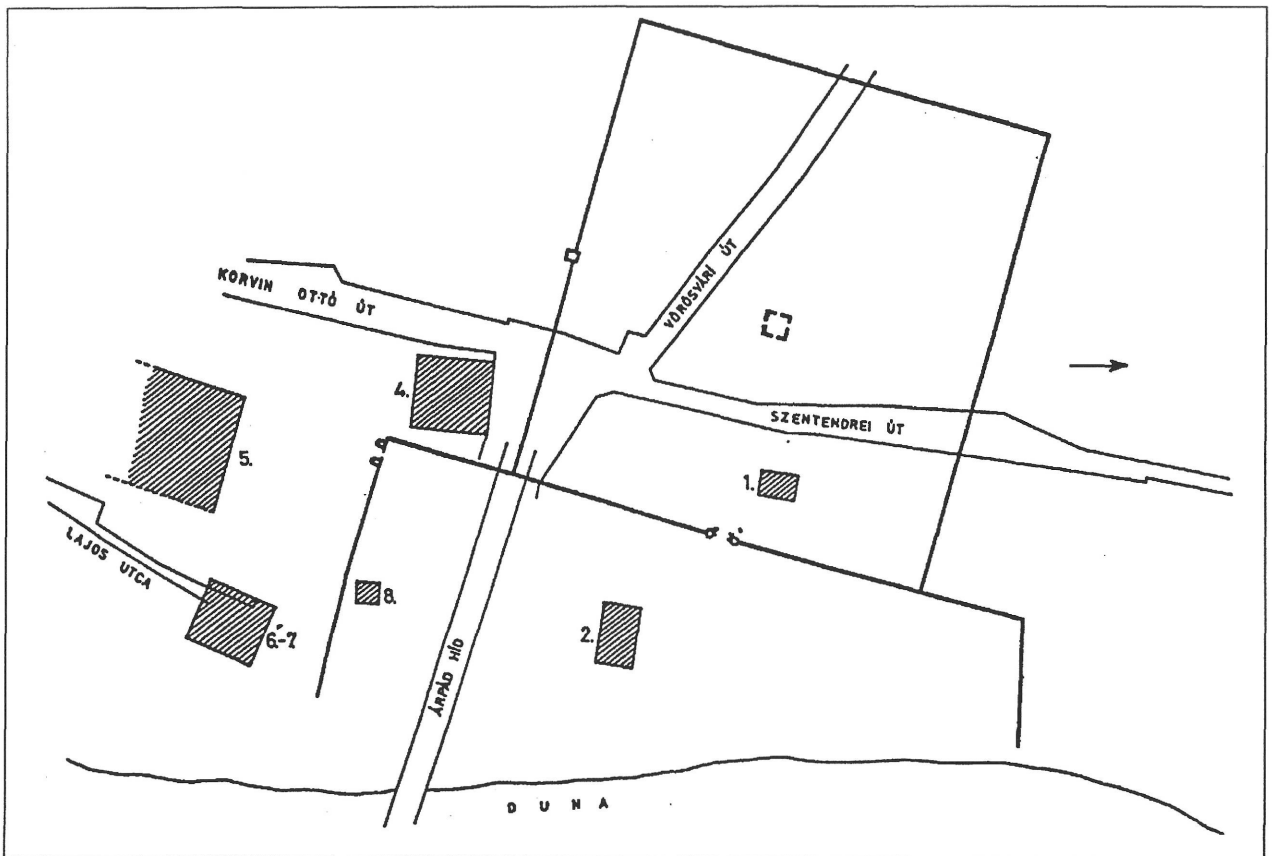 KORVIN OTTÓ ÚT
VÖRÖSVÁRI ÚT
SZENTENDREI ÚT
4.
5.
1.
LAJOS UTCA
8.
6.-7.
2.
ÁRPÁD HÍD
DUNA